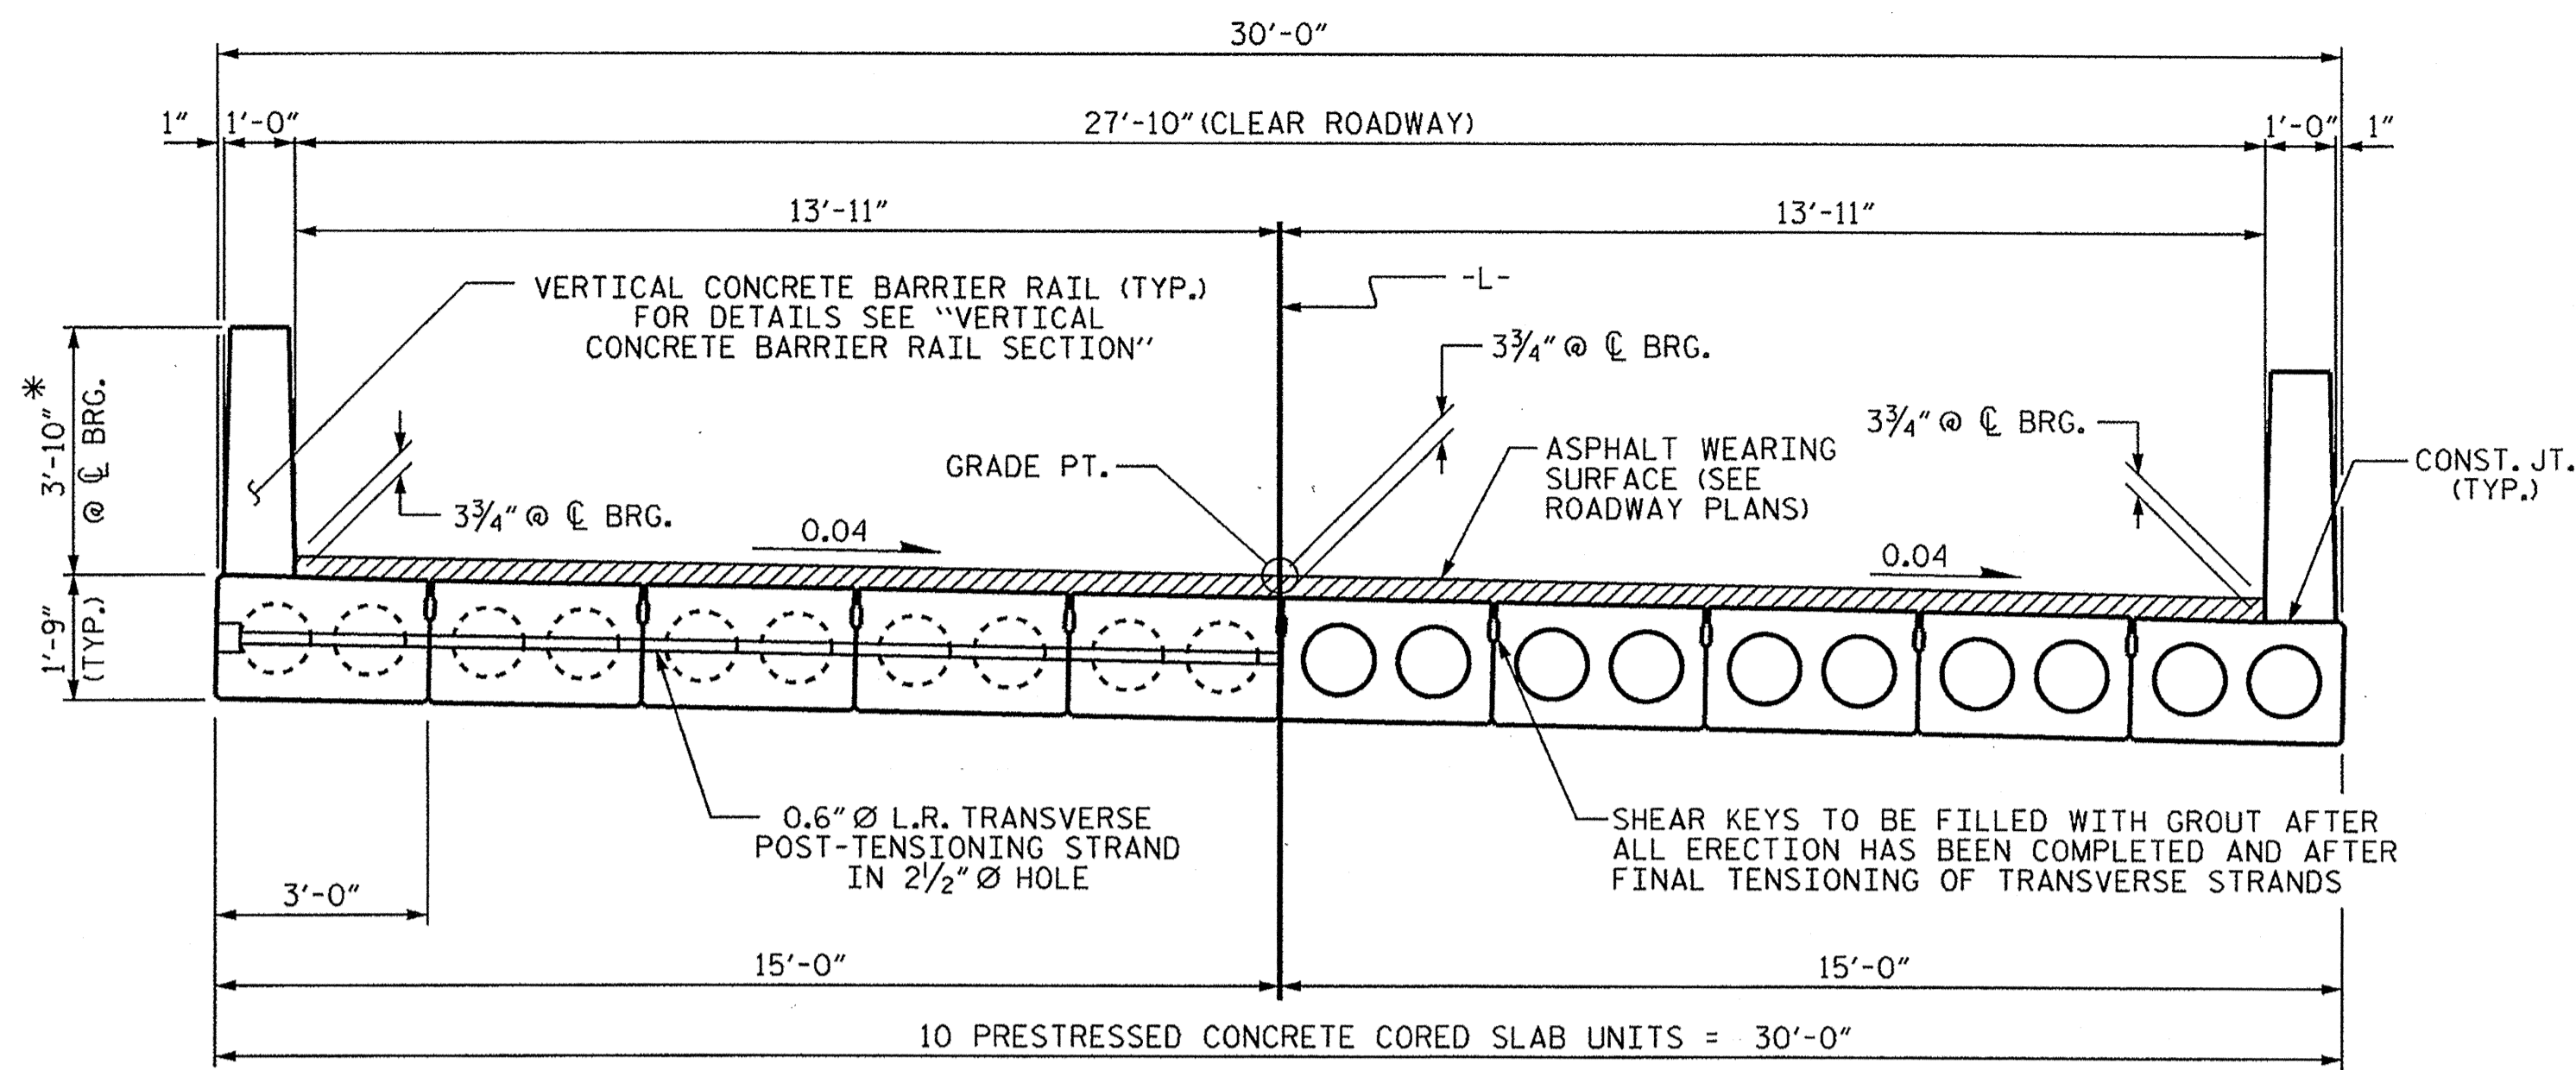 30'-0"
1" 1'-0" 27'-10" (CLEAR ROADWAY) 1'-0" 1"
13'-11" 13'-11"
-L-
VERTICAL CONCRETE BARRIER RAIL (TYP.)
FOR DETAILS SEE "VERTICAL
CONCRETE BARRIER RAIL SECTION"
3¾" @ ℄ BRG.
3'-10" *
@ ℄ BRG.
3¾" @ ℄ BRG.
GRADE PT.
ASPHALT WEARING
SURFACE (SEE
ROADWAY PLANS)
CONST. JT.
(TYP.)
3¾" @ ℄ BRG.
0.04
0.04
1'-9"
(TYP.)
0.6" Ø L.R. TRANSVERSE
POST-TENSIONING STRAND
IN 2½" Ø HOLE
SHEAR KEYS TO BE FILLED WITH GROUT AFTER
ALL ERECTION HAS BEEN COMPLETED AND AFTER
FINAL TENSIONING OF TRANSVERSE STRANDS
3'-0"
15'-0" 15'-0"
10 PRESTRESSED CONCRETE CORED SLAB UNITS = 30'-0"